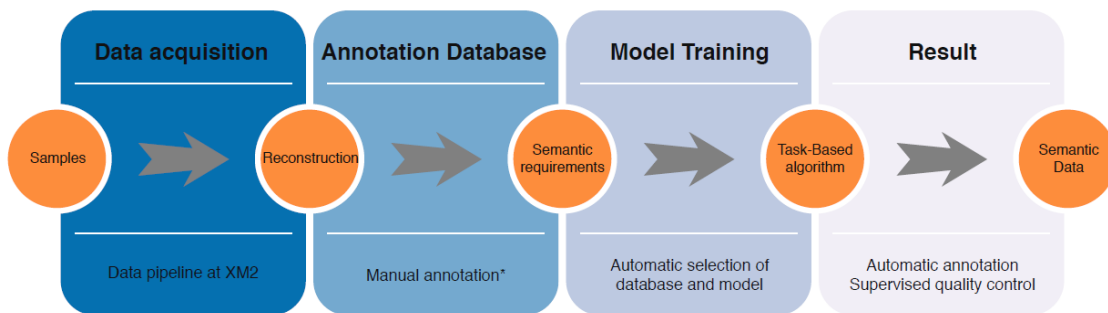 Data acquisition
Annotation Database
Model Training
Result
Samples
Reconstruction
Semantic
requirements
Task-Based
algorithm
Semantic
Data
Data pipeline at XM2
Manual annotation*
Automatic selection of
database and model
Automatic annotation
Supervised quality control